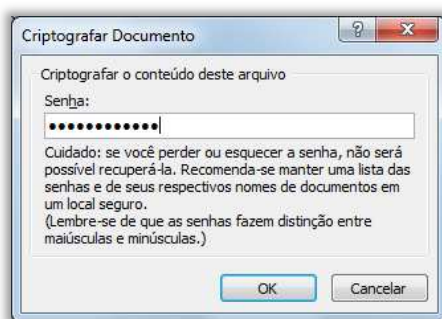 Criptografar Documento
Criptografar o conteúdo deste arquivo
Senha:
••••••••••••
Cuidado: se você perder ou esquecer a senha, não será
possível recuperá-la. Recomenda-se manter uma lista das
senhas e de seus respectivos nomes de documentos em
um local seguro.
(Lembre-se de que as senhas fazem distinção entre
maiúsculas e minúsculas.)
OK
Cancelar